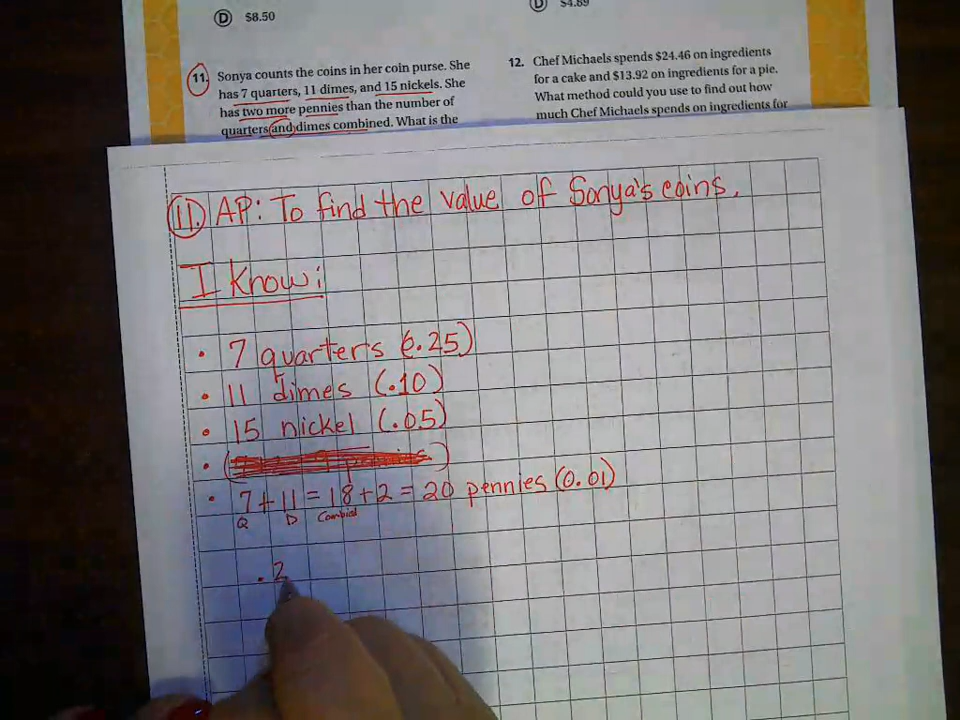 D $8.50
D $4.89
11. Sonya counts the coins in her coin purse. She
has 7 quarters, 11 dimes, and 15 nickels. She
has two more pennies than the number of
quarters and dimes combined. What is the
12. Chef Michaels spends $24.46 on ingredients
for a cake and $13.92 on ingredients for a pie.
What method could you use to find out how
much Chef Michaels spends on ingredients for
11) AP: To find the value of Sonya's coins.
I know:
• 7 quarters (0.25)
• 11 dimes (.10)
• 15 nickel (.05)
• 7 + 11 = 18 + 2 = 20 pennies (0.01)
Q D Combined
.2